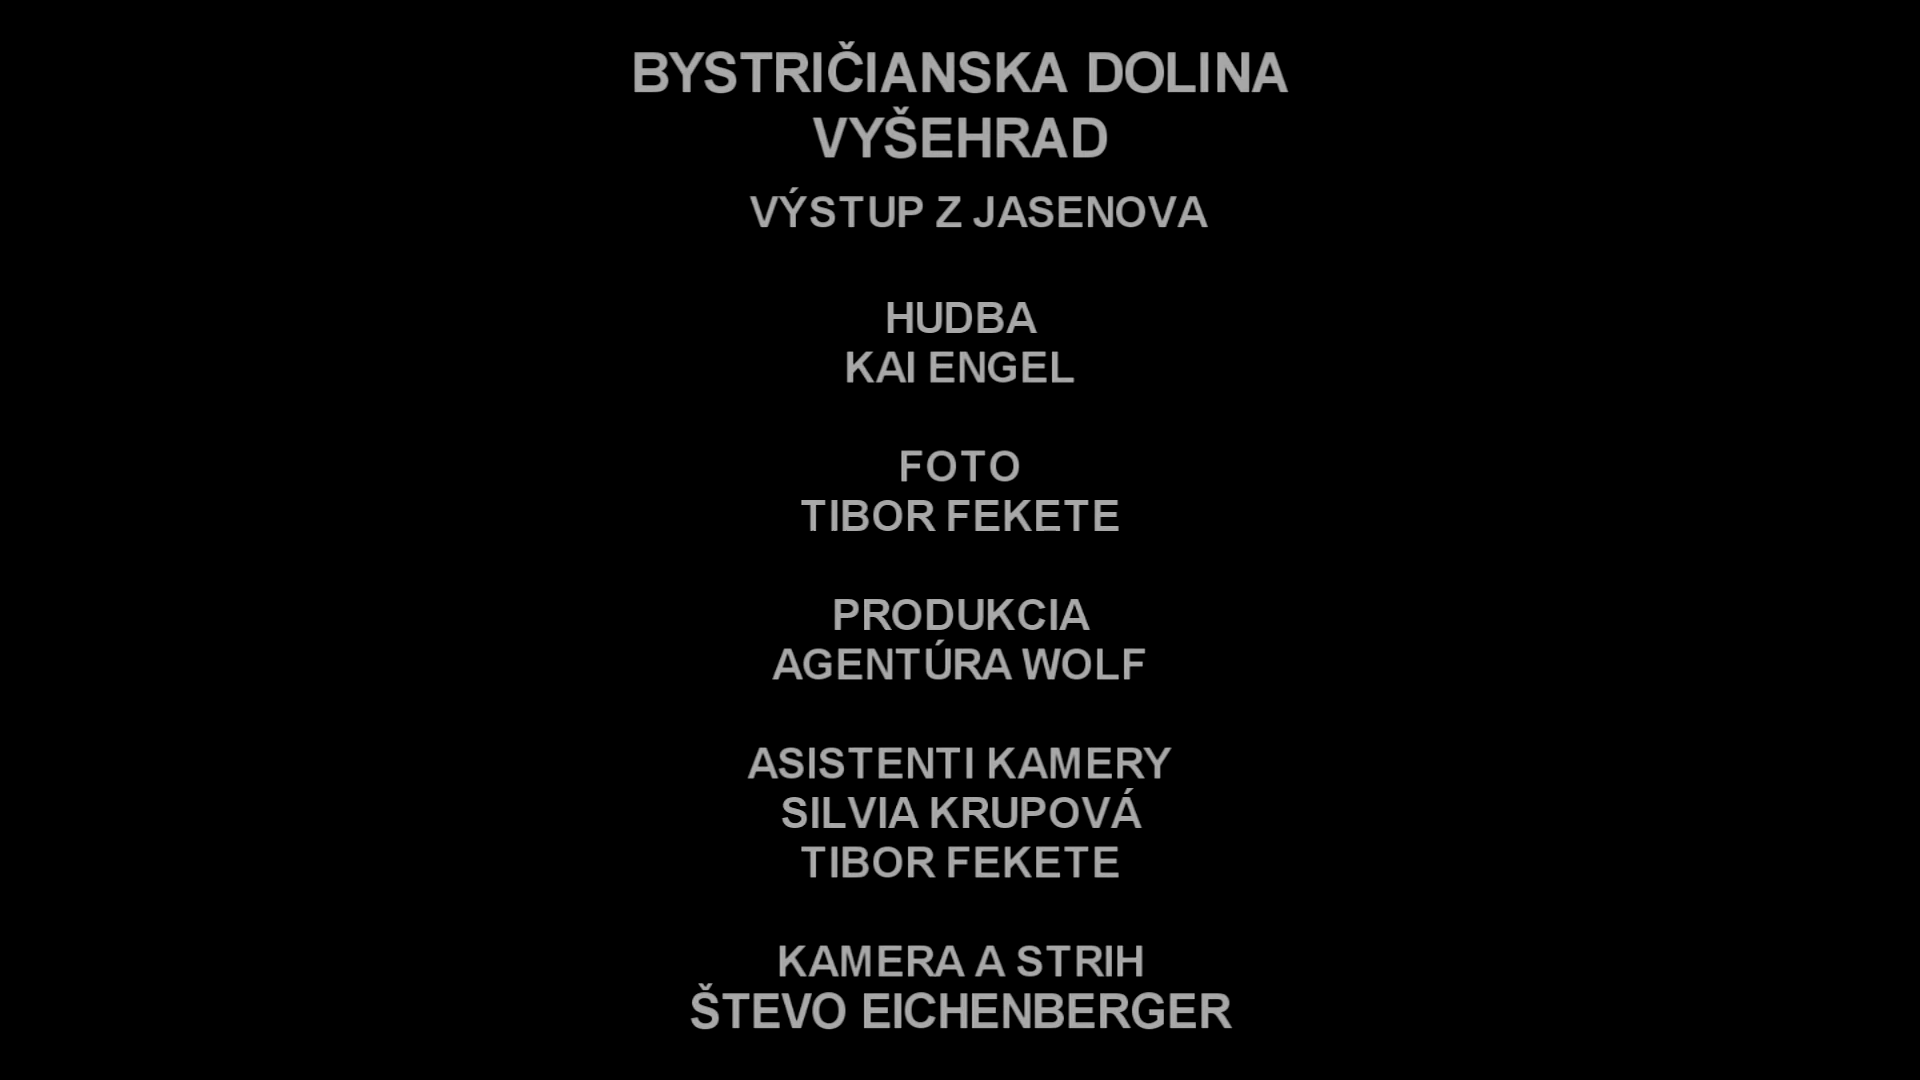 BYSTRIČIANSKA DOLINA
VYŠEHRAD
VÝSTUP Z JASENOVA
HUDBA
KAI ENGEL
FOTO
TIBOR FEKETE
PRODUKCIA
AGENTÚRA WOLF
ASISTENTI KAMERY
SILVIA KRUPOVÁ
TIBOR FEKETE
KAMERA A STRIH
ŠTEVO EICHENBERGER